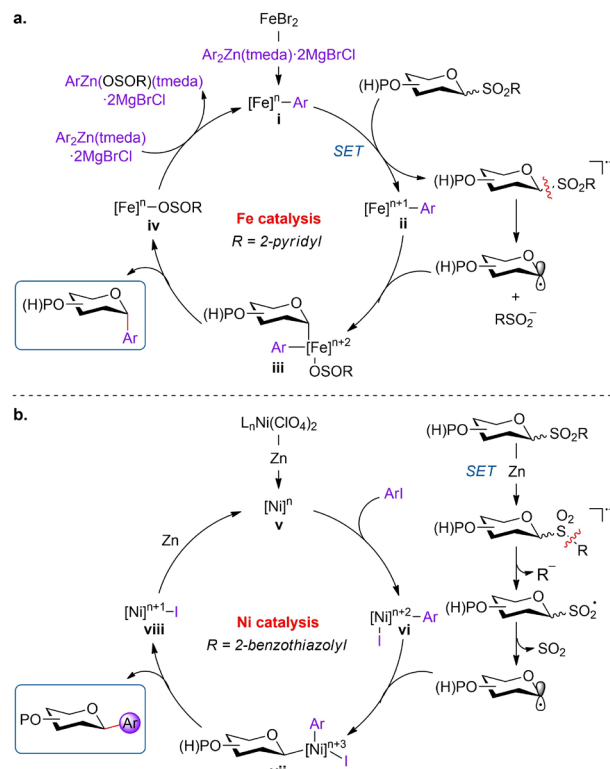 a.
FeBr2
Ar2Zn(tmeda)·2MgBrCl
ArZn(OSOR)(tmeda)
·2MgBrCl
[Fe]n–Ar
i
(H)PO
O
SO2R
Ar2Zn(tmeda)
·2MgBrCl
SET
(H)PO
O
SO2R
··
[Fe]n–OSOR
iv
Fe catalysis
R = 2-pyridyl
[Fe]n+1–Ar
ii
(H)PO
O
+
RSO2−
(H)PO
O
Ar
(H)PO
O
Ar–[Fe]n+2
OSOR
iii
b.
LnNi(ClO4)2
Zn
[Ni]n
v
ArI
Zn
[Ni]n+1–I
viii
Ni catalysis
R = 2-benzothiazolyl
[Ni]n+2–Ar
I
vi
PO
O
Ar
(H)PO
O
Ar
[Ni]n+3
I
(H)PO
O
SO2R
SET
Zn
(H)PO
O
O2
S
R
··
R−
(H)PO
O
SO2·
SO2
(H)PO
O